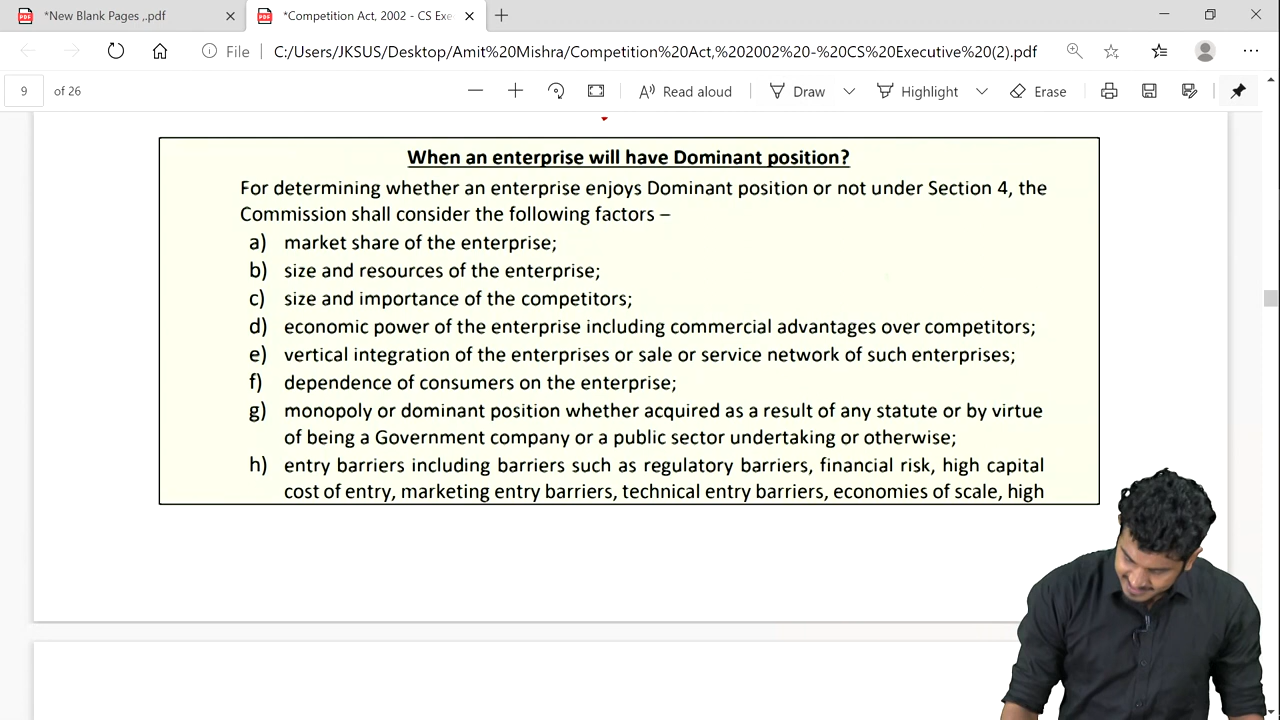 *New Blank Pages ,.pdf
*Competition Act, 2002 - CS Exe
File
C:/Users/JKSUS/Desktop/Amit%20Mishra/Competition%20Act,%202002%20-%20CS%20Executive%20(2).pdf
9 of 26
Read aloud
Draw
Highlight
Erase
When an enterprise will have Dominant position?
For determining whether an enterprise enjoys Dominant position or not under Section 4, the
Commission shall consider the following factors –
a) market share of the enterprise;
b) size and resources of the enterprise;
c) size and importance of the competitors;
d) economic power of the enterprise including commercial advantages over competitors;
e) vertical integration of the enterprises or sale or service network of such enterprises;
f) dependence of consumers on the enterprise;
g) monopoly or dominant position whether acquired as a result of any statute or by virtue
of being a Government company or a public sector undertaking or otherwise;
h) entry barriers including barriers such as regulatory barriers, financial risk, high capital
cost of entry, marketing entry barriers, technical entry barriers, economies of scale, high